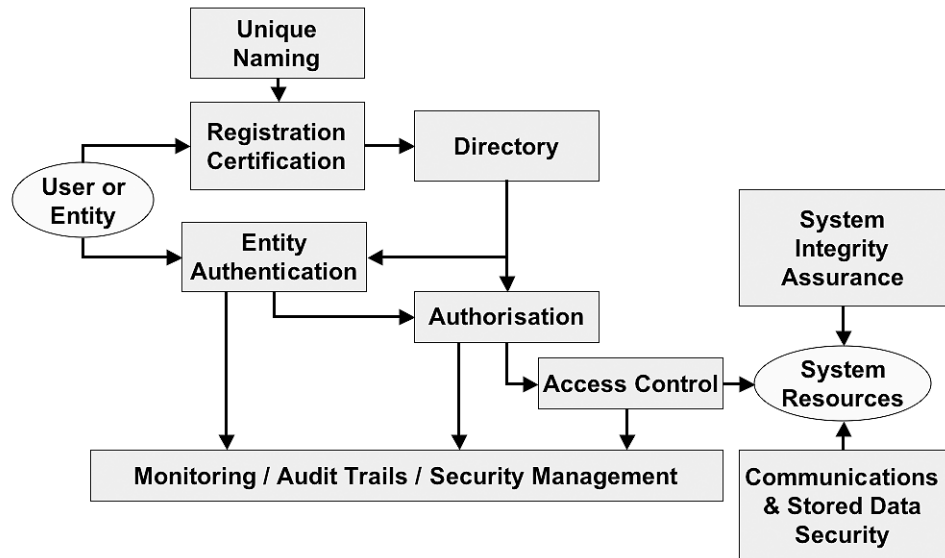 Unique
Naming
Registration
Certification
Directory
User or
Entity
System
Integrity
Assurance
Entity
Authentication
Authorisation
Access Control
System
Resources
Monitoring / Audit Trails / Security Management
Communications
& Stored Data
Security